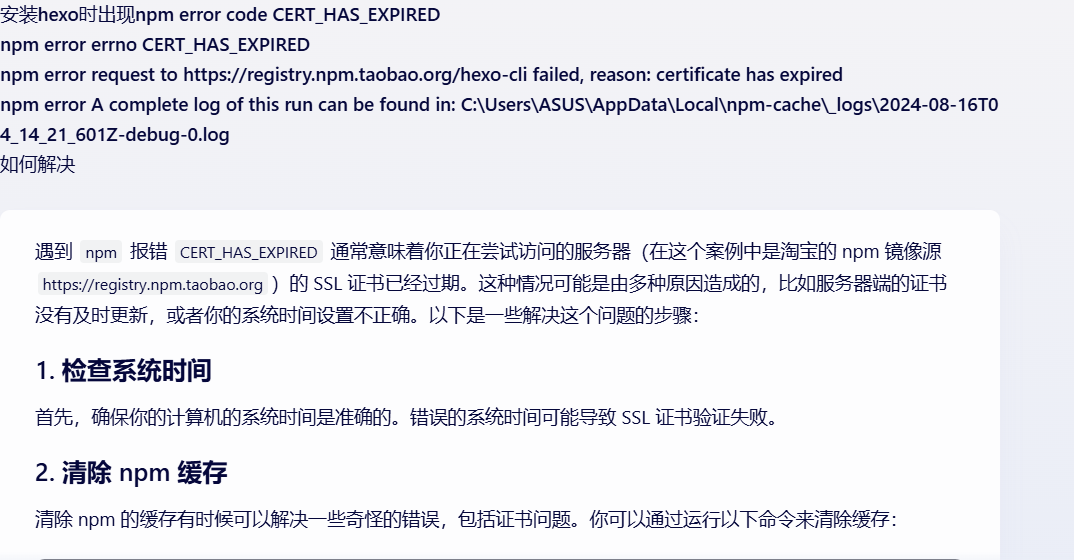 安装hexo时出现npm error code CERT_HAS_EXPIRED
npm error errno CERT_HAS_EXPIRED
npm error request to https://registry.npm.taobao.org/hexo-cli failed, reason: certificate has expired
npm error A complete log of this run can be found in: C:\Users\ASUS\AppData\Local\npm-cache\_logs\2024-08-16T0
4_14_21_601Z-debug-0.log
如何解决
遇到 npm 报错 CERT_HAS_EXPIRED 通常意味着你正在尝试访问的服务器（在这个案例中是淘宝的 npm 镜像源
https://registry.npm.taobao.org ）的 SSL 证书已经过期。这种情况可能是由多种原因造成的，比如服务器端的证书
没有及时更新，或者你的系统时间设置不正确。以下是一些解决这个问题的步骤：
1. 检查系统时间
首先，确保你的计算机的系统时间是准确的。错误的系统时间可能导致 SSL 证书验证失败。
2. 清除 npm 缓存
清除 npm 的缓存有时候可以解决一些奇怪的错误，包括证书问题。你可以通过运行以下命令来清除缓存：